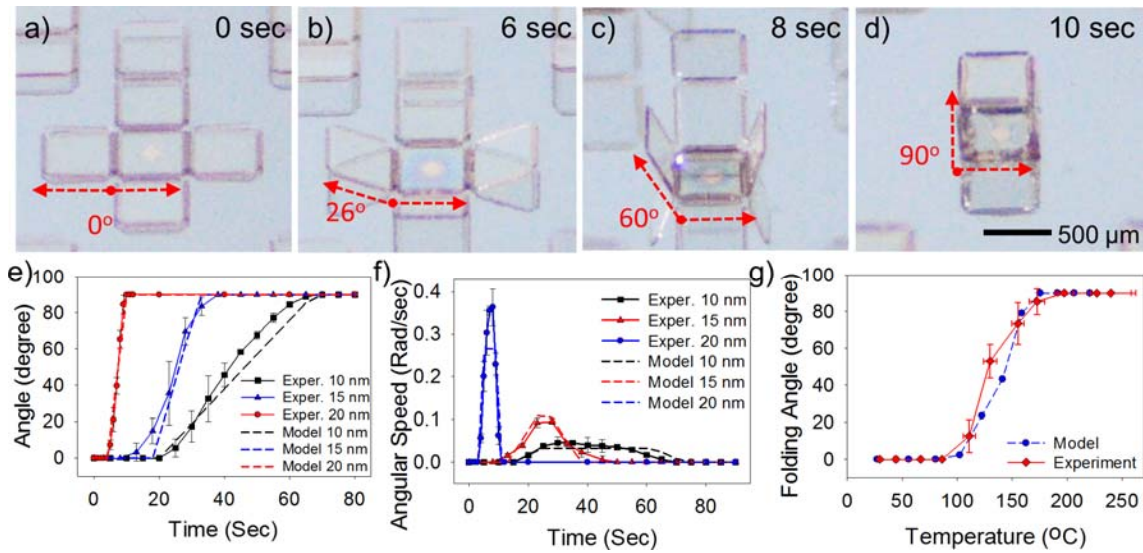 a) 0 sec
b) 6 sec
c) 8 sec
d) 10 sec
0°
26°
60°
90°
500 µm
e)
Angle (degree)
100
80
60
40
20
0
Exper. 10 nm
Exper. 15 nm
Exper. 20 nm
Model 10 nm
Model 15 nm
Model 20 nm
0 20 40 60 80
Time (Sec)
f)
Angular Speed (Rad/sec)
0.4
0.3
0.2
0.1
0.0
Exper. 10 nm
Exper. 15 nm
Exper. 20 nm
Model 10 nm
Model 15 nm
Model 20 nm
0 20 40 60 80
Time (Sec)
g)
Folding Angle (degree)
100
80
60
40
20
0
Model
Experiment
0 50 100 150 200 250
Temperature (ºC)